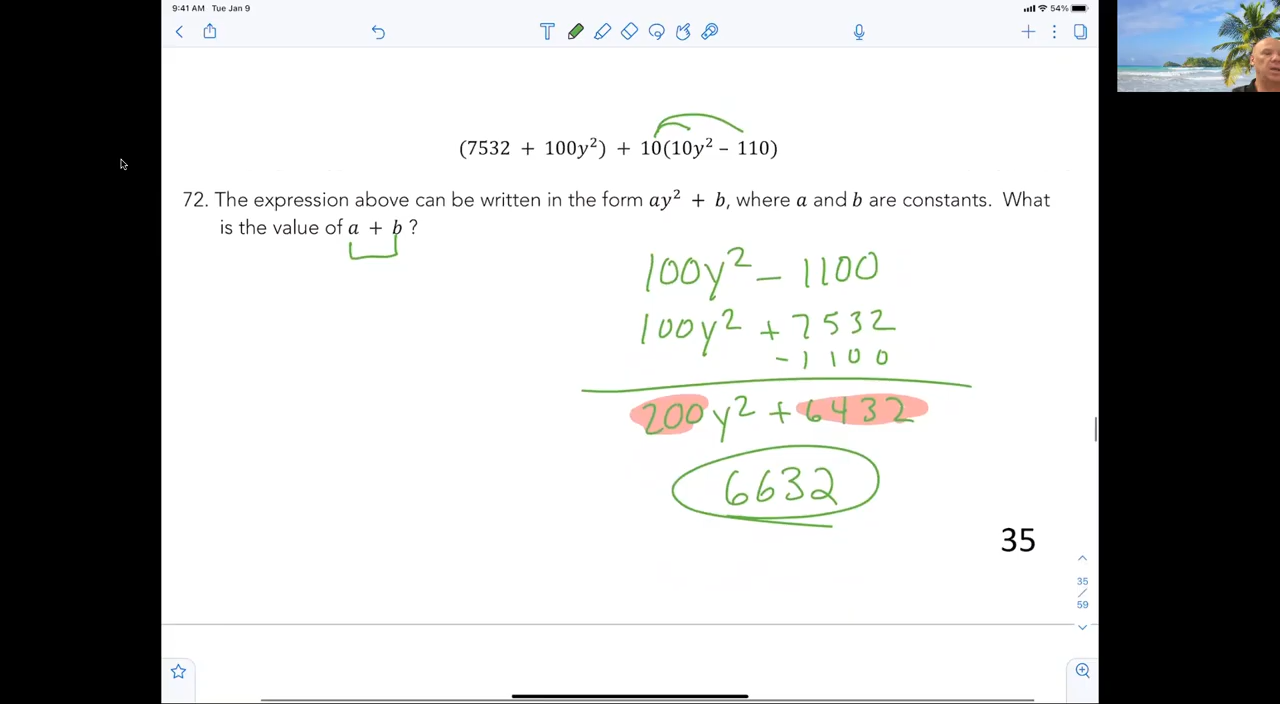 9:41 AM Tue Jan 9
54%
(7532 + 100y²) + 10(10y² – 110)
72. The expression above can be written in the form ay² + b, where a and b are constants. What
is the value of a + b ?
100y² – 1100
100y² + 7532
– 1100
200y² + 6432
6632
35
35
/
59